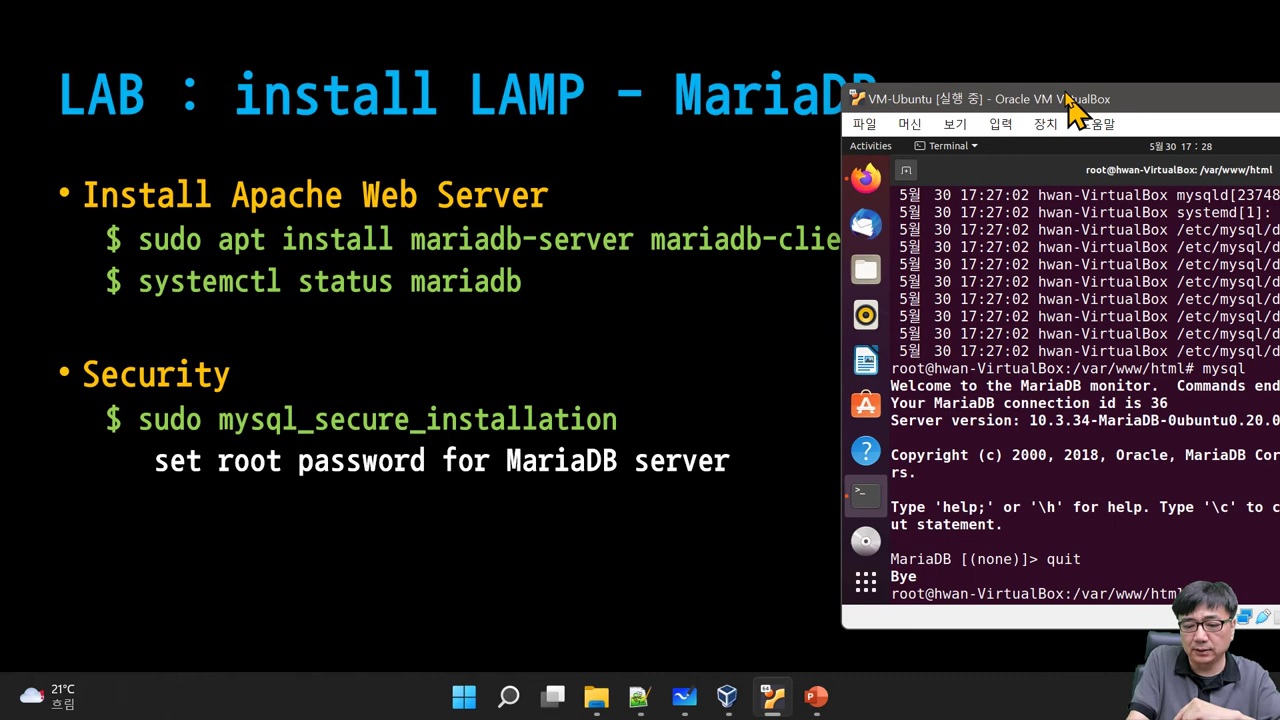 LAB : install LAMP - MariaDB
• Install Apache Web Server
$ sudo apt install mariadb-server mariadb-clie
$ systemctl status mariadb
• Security
$ sudo mysql_secure_installation
set root password for MariaDB server
VM-Ubuntu [실행 중] - Oracle VM VirtualBox
파일 머신 보기 입력 장치 도움말
Activities Terminal 5월 30 17:28
root@hwan-VirtualBox: /var/www/html
5월 30 17:27:02 hwan-VirtualBox mysqld[23748
5월 30 17:27:02 hwan-VirtualBox systemd[1]:
5월 30 17:27:02 hwan-VirtualBox /etc/mysql/d
5월 30 17:27:02 hwan-VirtualBox /etc/mysql/d
5월 30 17:27:02 hwan-VirtualBox /etc/mysql/d
5월 30 17:27:02 hwan-VirtualBox /etc/mysql/d
5월 30 17:27:02 hwan-VirtualBox /etc/mysql/d
5월 30 17:27:02 hwan-VirtualBox /etc/mysql/d
5월 30 17:27:02 hwan-VirtualBox /etc/mysql/d
5월 30 17:27:02 hwan-VirtualBox /etc/mysql/d
root@hwan-VirtualBox:/var/www/html# mysql
Welcome to the MariaDB monitor. Commands end
Your MariaDB connection id is 36
Server version: 10.3.34-MariaDB-0ubuntu0.20.0
Copyright (c) 2000, 2018, Oracle, MariaDB Cor
rs.
Type 'help;' or '\h' for help. Type '\c' to c
ut statement.
MariaDB [(none)]> quit
Bye
root@hwan-VirtualBox:/var/www/html
21°C
흐림